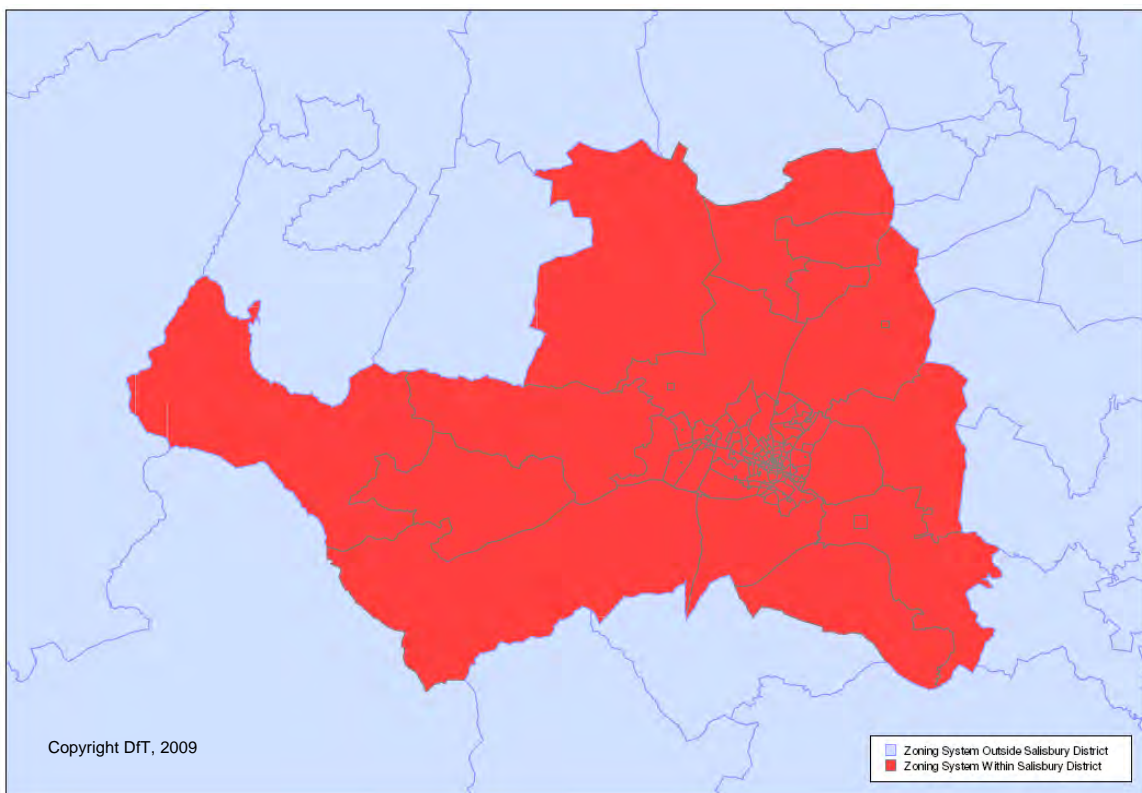 Copyright DfT, 2009
Zoning System Outside Salisbury District
Zoning System Within Salisbury District